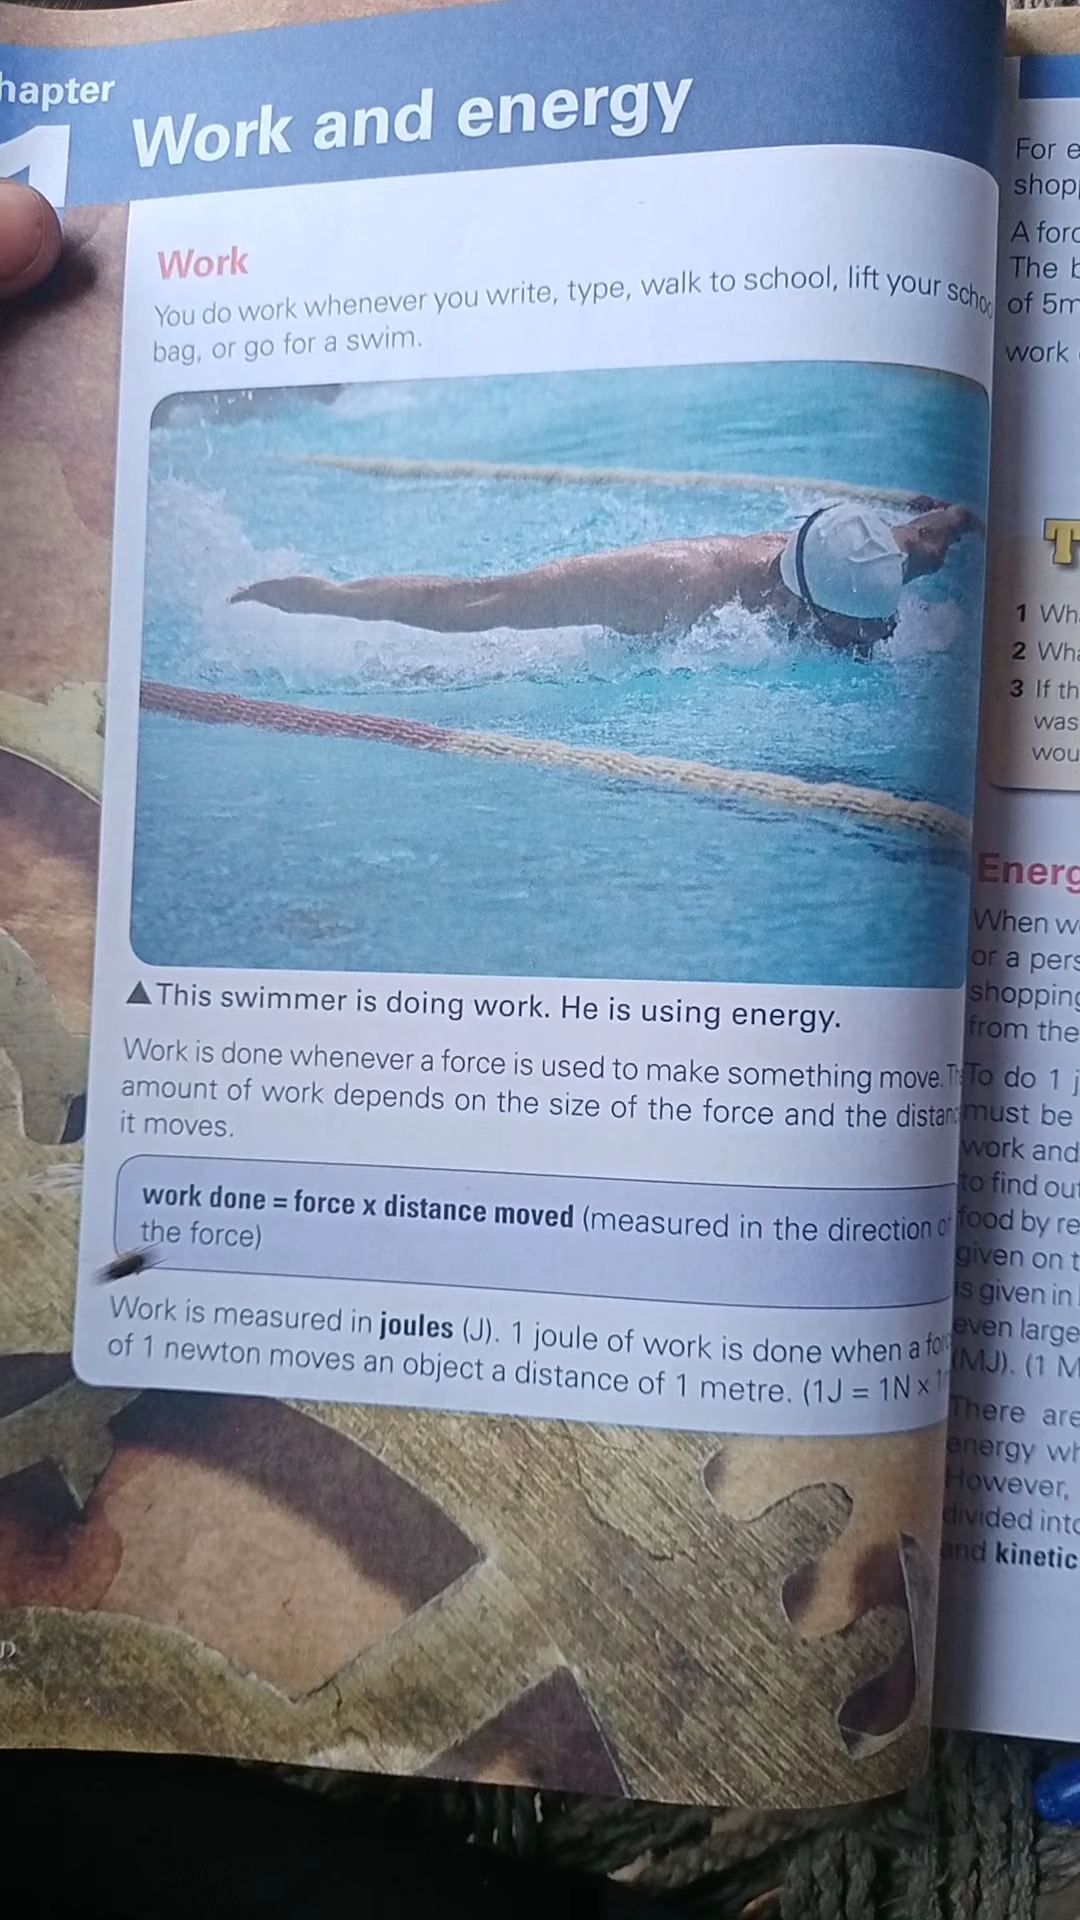 hapter
1
Work and energy
Work
You do work whenever you write, type, walk to school, lift your schoo
bag, or go for a swim.
▲This swimmer is doing work. He is using energy.
Work is done whenever a force is used to make something move. Th
amount of work depends on the size of the force and the distanc
it moves.
work done = force x distance moved (measured in the direction of
the force)
Work is measured in joules (J). 1 joule of work is done when a for
of 1 newton moves an object a distance of 1 metre. (1J = 1N x 1
For e
shop
A forc
The b
of 5m
work
T
1 Wh
2 Wha
3 If th
was
wou
Energ
When w
or a pers
shopping
from the
To do 1 j
must be
work and
to find out
food by re
given on t
is given in
even large
(MJ). (1 M
There are
energy wh
However,
divided into
and kinetic